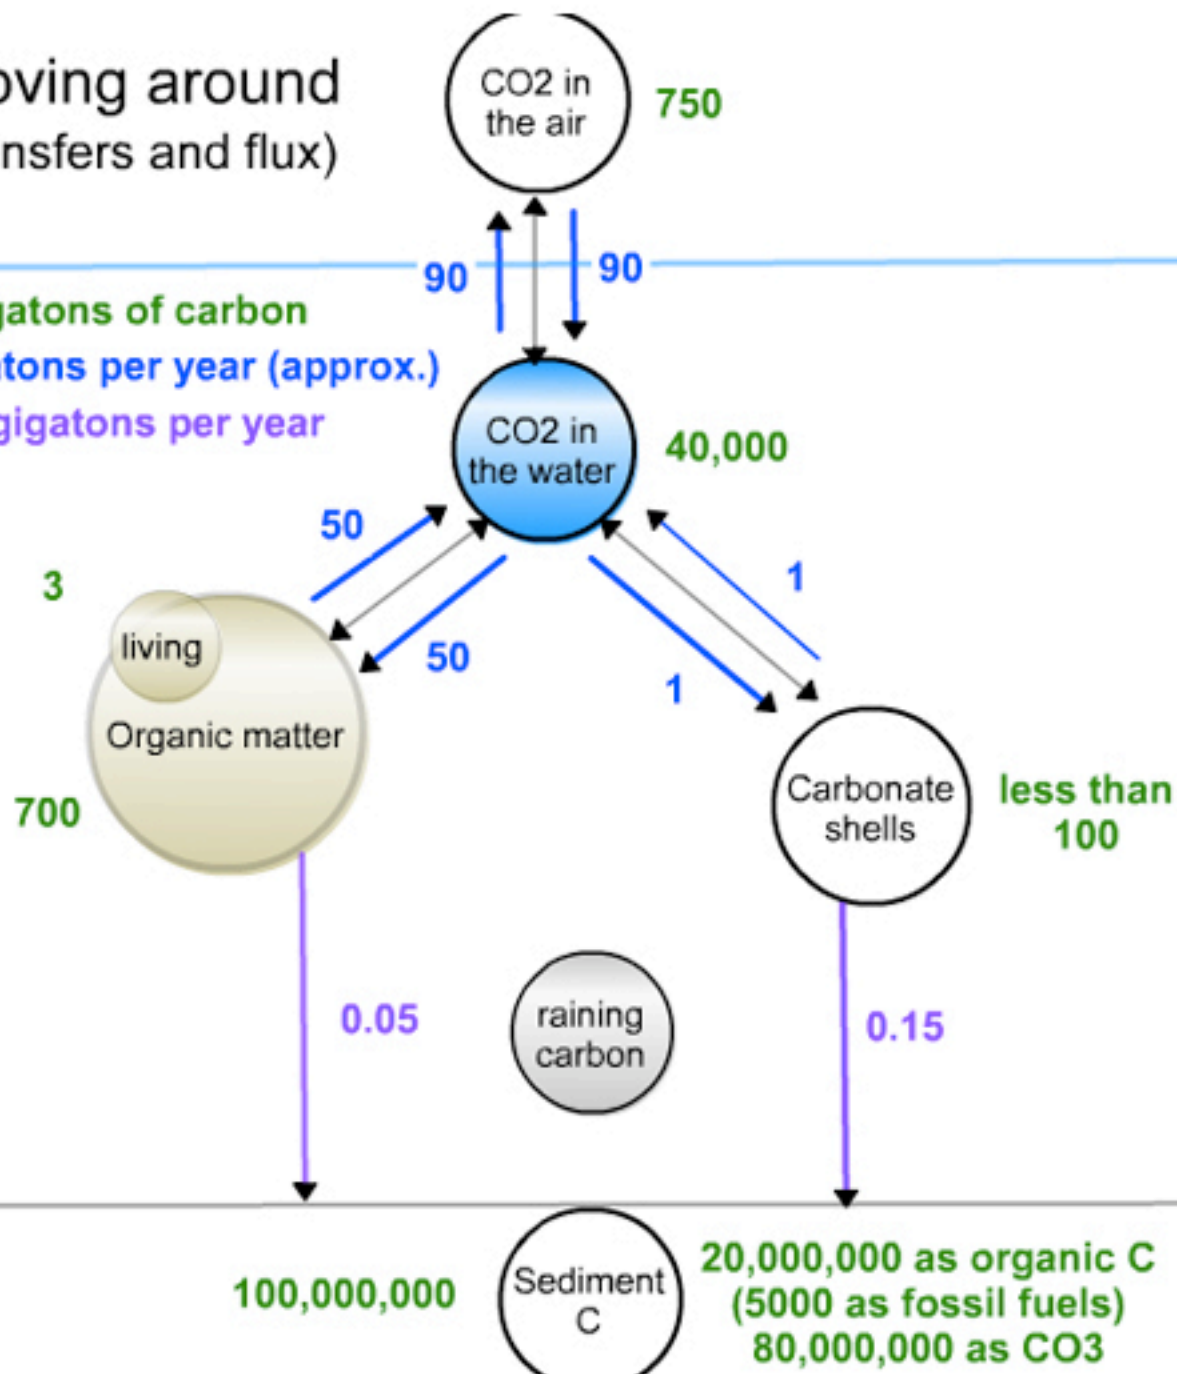 oving around
nsfers and flux)
CO2 in
the air
750
90
90
gatons of carbon
tons per year (approx.)
gigatons per year
CO2 in
the water
40,000
50
50
1
1
3
living
Organic matter
700
Carbonate
shells
less than
100
raining
carbon
0.05
0.15
100,000,000
Sediment
C
20,000,000 as organic C
(5000 as fossil fuels)
80,000,000 as CO3